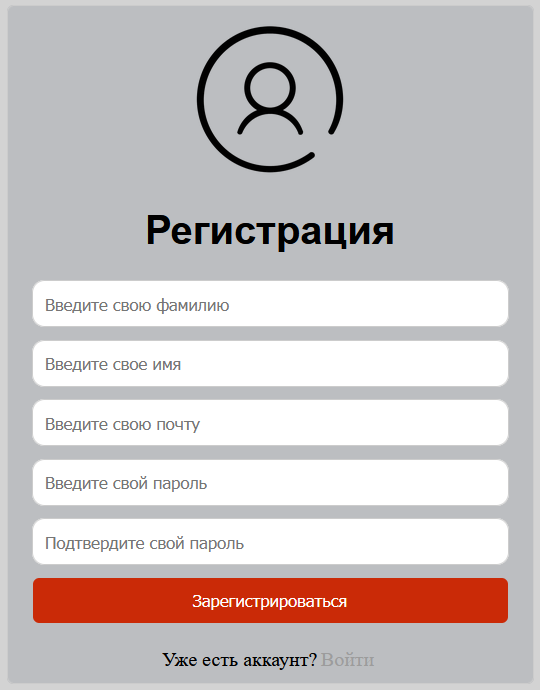 Регистрация
Введите свою фамилию
Введите свое имя
Введите свою почту
Введите свой пароль
Подтвердите свой пароль
Зарегистрироваться
Уже есть аккаунт? Войти